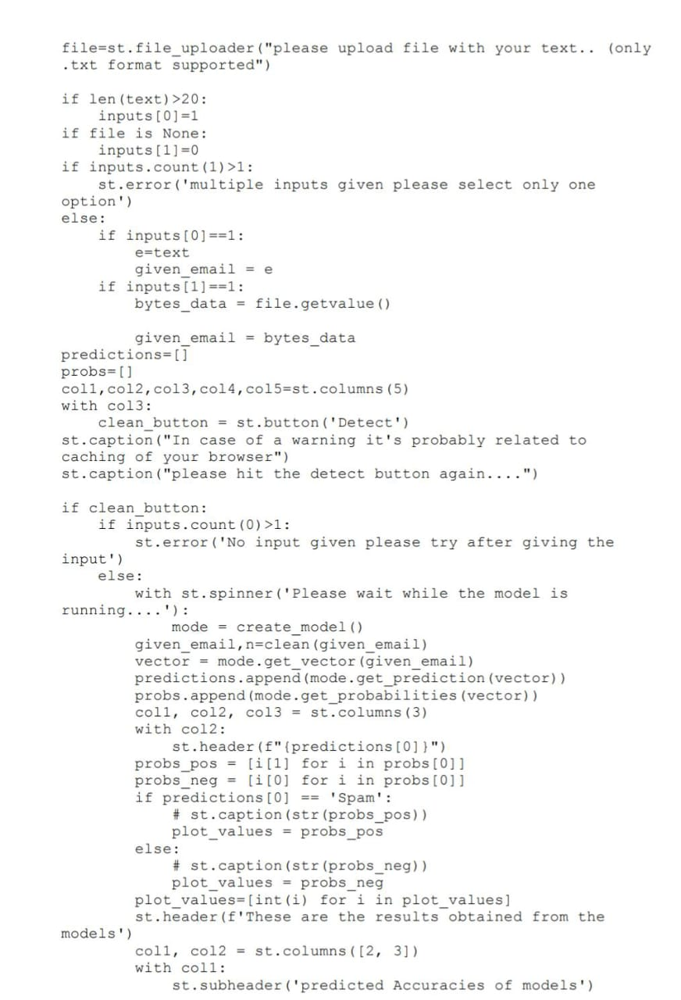 file=st.file_uploader("please upload file with your text.. (only
.txt format supported")
if len(text)>20:
    inputs[0]=1
if file is None:
    inputs[1]=0
if inputs.count(1)>1:
    st.error('multiple inputs given please select only one
option')
else:
    if inputs[0]==1:
        e=text
        given_email = e
    if inputs[1]==1:
        bytes_data = file.getvalue()
        given_email = bytes_data
predictions=[]
probs=[]
col1,col2,col3,col4,col5=st.columns(5)
with col3:
    clean_button = st.button('Detect')
st.caption("In case of a warning it's probably related to
caching of your browser")
st.caption("please hit the detect button again....")
if clean_button:
    if inputs.count(0)>1:
        st.error('No input given please try after giving the
input')
    else:
        with st.spinner('Please wait while the model is
running....'):
            mode = create_model()
        given_email,n=clean(given_email)
        vector = mode.get_vector(given_email)
        predictions.append(mode.get_prediction(vector))
        probs.append(mode.get_probabilities(vector))
        col1, col2, col3 = st.columns(3)
        with col2:
            st.header(f"{predictions[0]}")
        probs_pos = [i[1] for i in probs[0]]
        probs_neg = [i[0] for i in probs[0]]
        if predictions[0] == 'Spam':
            # st.caption(str(probs_pos))
            plot_values = probs_pos
        else:
            # st.caption(str(probs_neg))
            plot_values = probs_neg
        plot_values=[int(i) for i in plot_values]
        st.header(f'These are the results obtained from the
models')
        col1, col2 = st.columns([2, 3])
        with col1:
            st.subheader('predicted Accuracies of models')